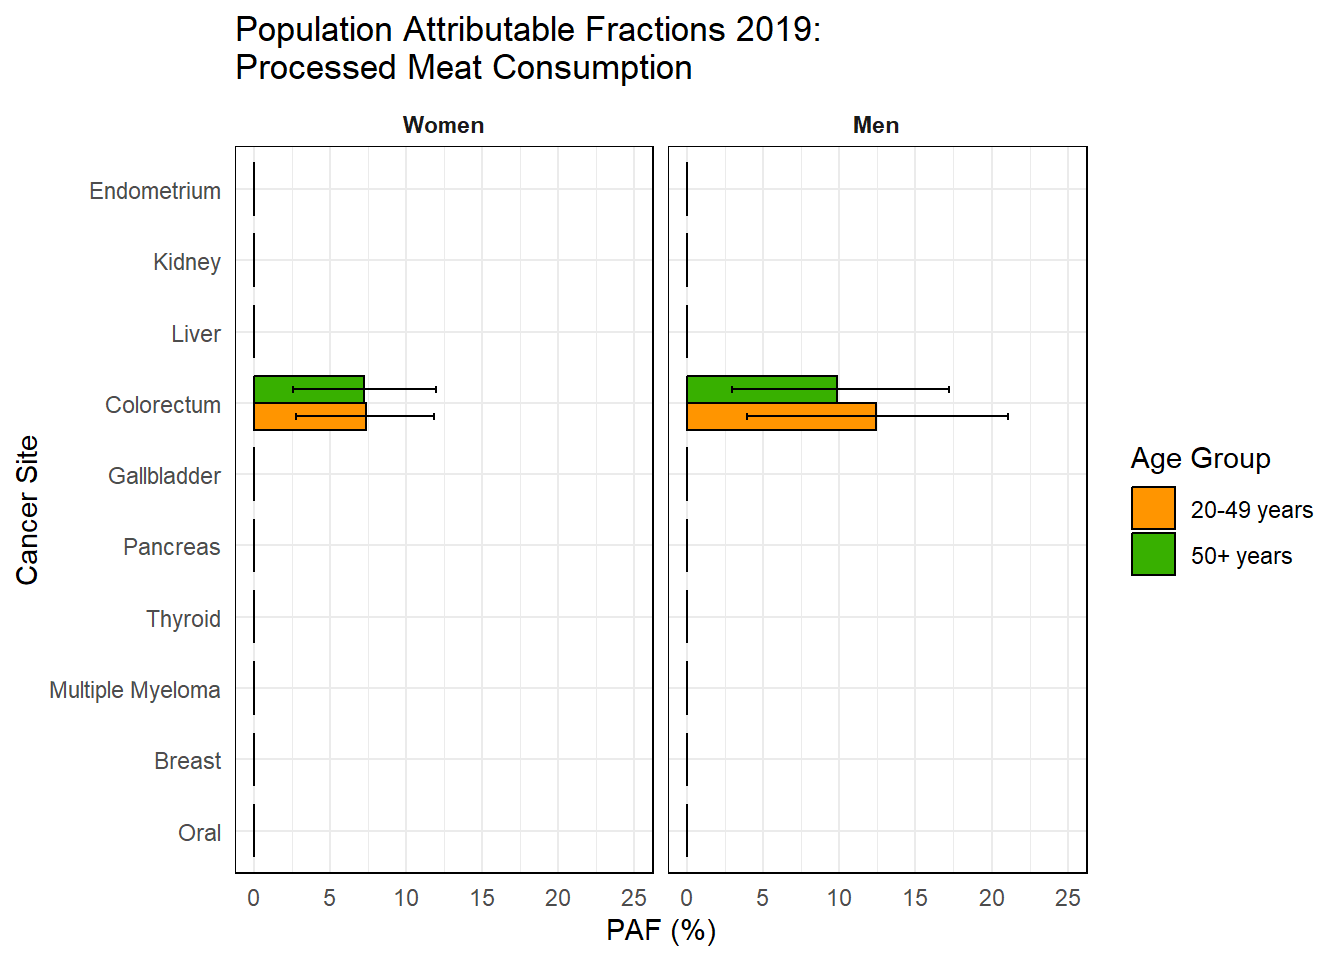 Population Attributable Fractions 2019:
Processed Meat Consumption
Women
Men
Cancer Site
Endometrium
Kidney
Liver
Colorectum
Gallbladder
Pancreas
Thyroid
Multiple Myeloma
Breast
Oral
0 5 10 15 20 25
0 5 10 15 20 25
PAF (%)
Age Group
20-49 years
50+ years